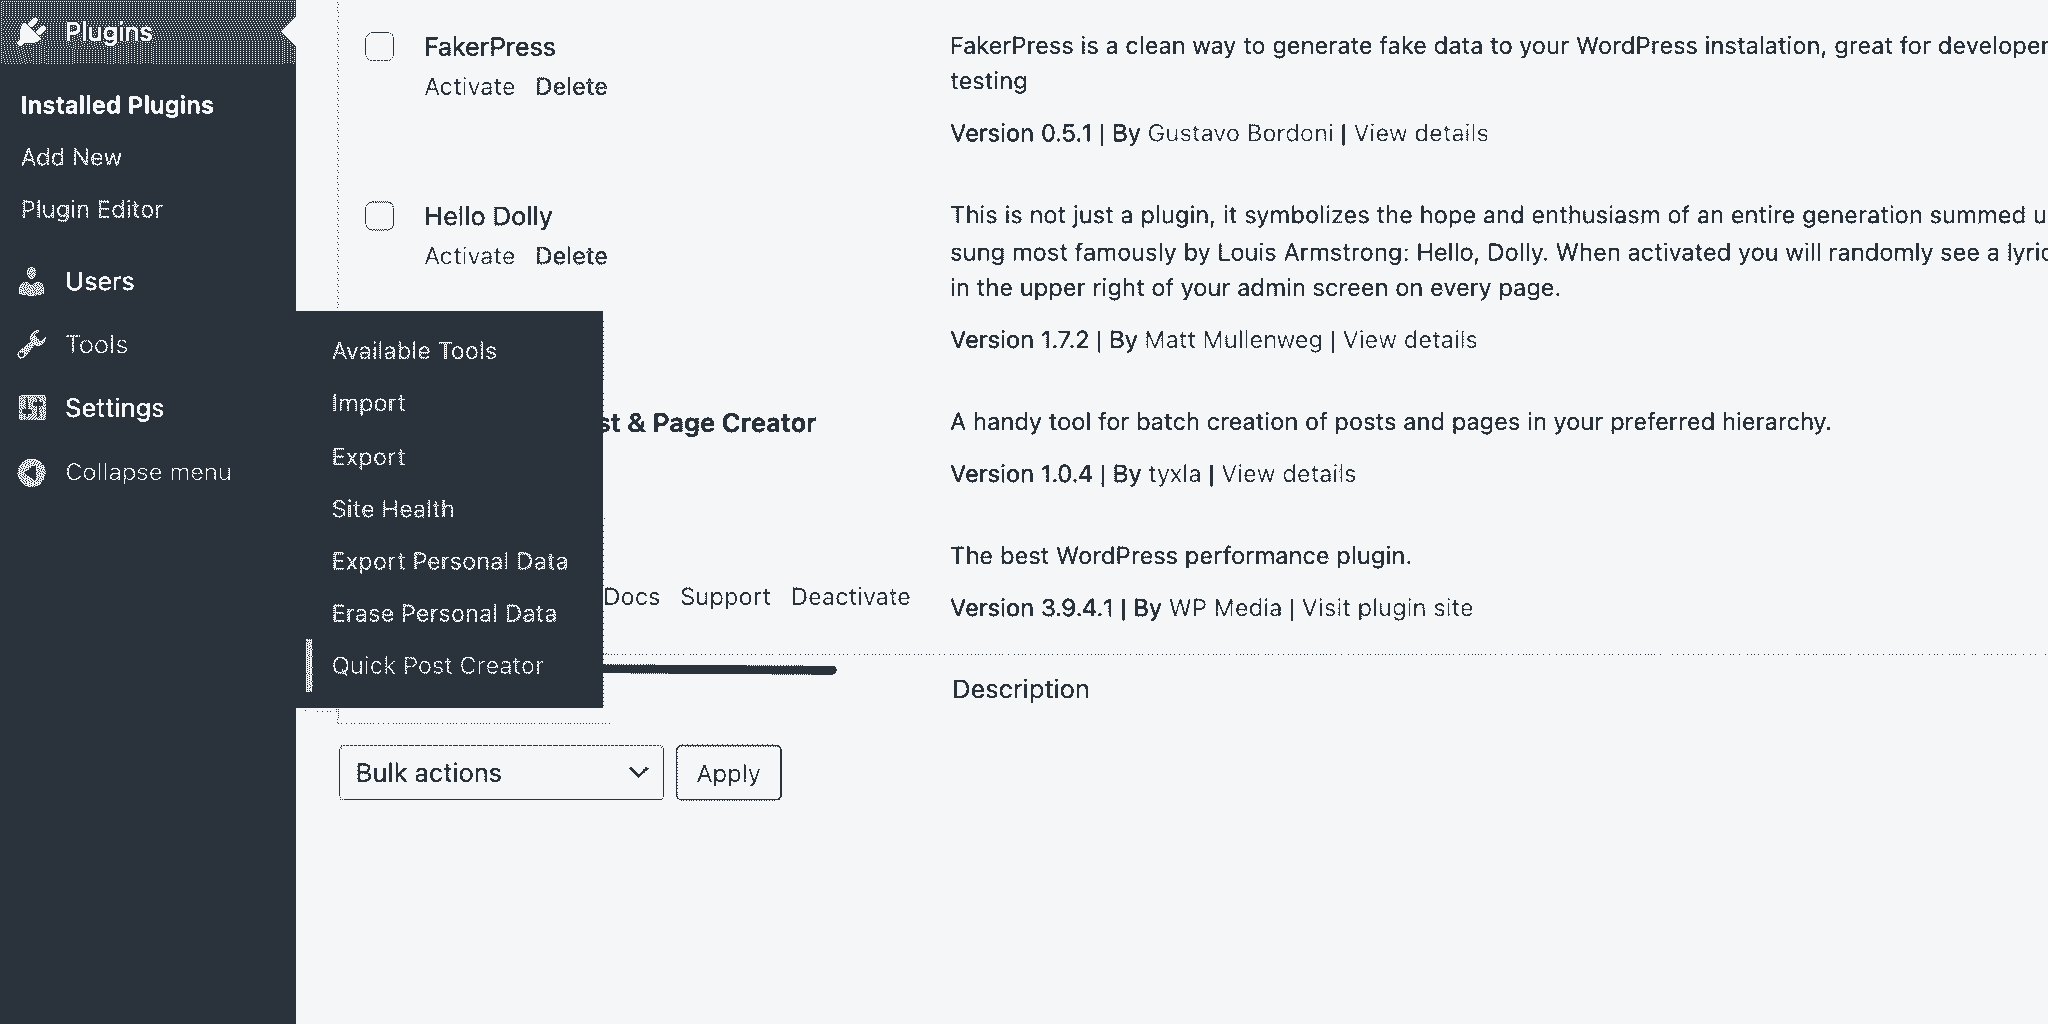 Plugins
Installed Plugins
Add New
Plugin Editor
Users
Tools
Settings
Collapse menu
Available Tools
Import
Export
Site Health
Export Personal Data
Erase Personal Data
Quick Post Creator
FakerPress
Activate Delete
FakerPress is a clean way to generate fake data to your WordPress instalation, great for developer
testing
Version 0.5.1 | By Gustavo Bordoni | View details
Hello Dolly
Activate Delete
This is not just a plugin, it symbolizes the hope and enthusiasm of an entire generation summed u
sung most famously by Louis Armstrong: Hello, Dolly. When activated you will randomly see a lyric
in the upper right of your admin screen on every page.
Version 1.7.2 | By Matt Mullenweg | View details
st & Page Creator
A handy tool for batch creation of posts and pages in your preferred hierarchy.
Version 1.0.4 | By tyxla | View details
Docs Support Deactivate
The best WordPress performance plugin.
Version 3.9.4.1 | By WP Media | Visit plugin site
Description
Bulk actions
Apply